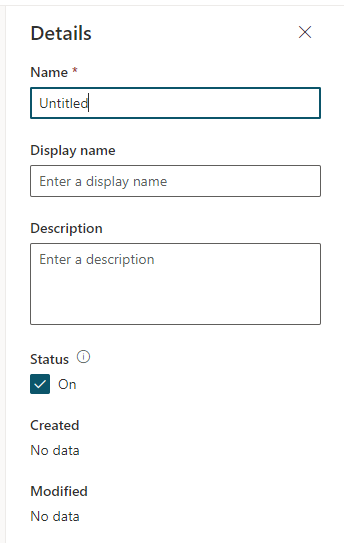 Details
Name *
Untitled
Display name
Enter a display name
Description
Enter a description
Status
On
Created
No data
Modified
No data